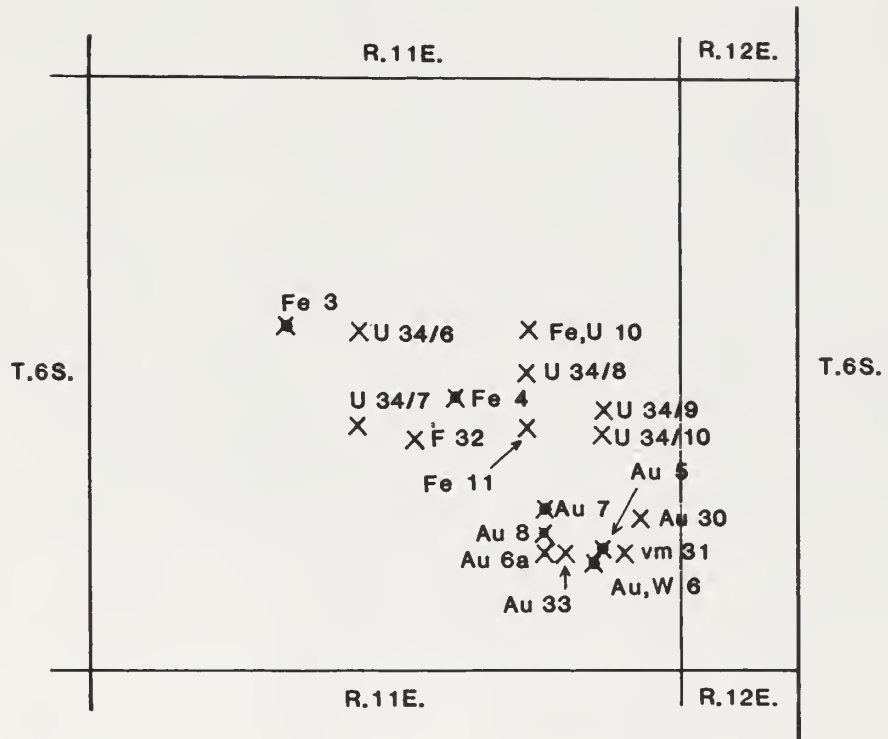 R.11E.
R.12E.
Fe 3
U 34/6
Fe,U 10
T.6S.
T.6S.
U 34/8
U 34/7
Fe 4
U 34/9
F 32
U 34/10
Fe 11
Au 5
Au 7
Au 30
Au 8
Au 6a
vm 31
Au 33
Au,W 6
R.11E.
R.12E.